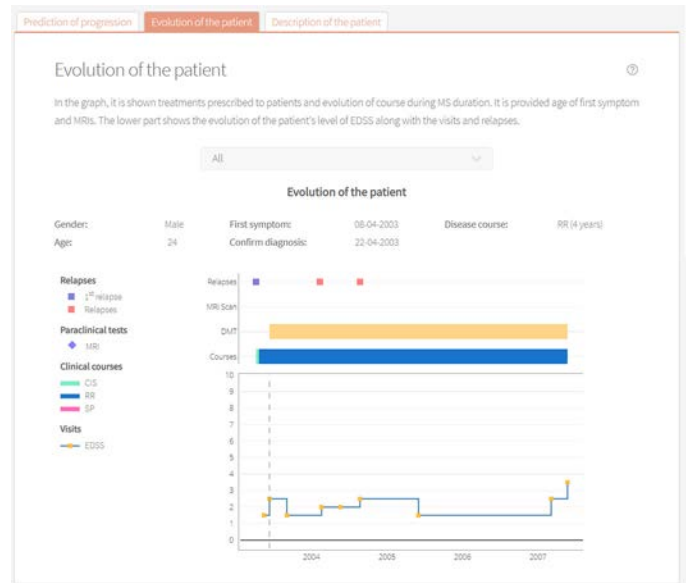 Prediction of progression Evolution of the patient Description of the patient
Evolution of the patient
In the graph, it is shown treatments prescribed to patients and evolution of course during MS duration. It is provided age of first symptom
and MRIs. The lower part shows the evolution of the patient's level of EDSS along with the visits and relapses.
All
Evolution of the patient
Gender: Male First symptom: 08-04-2003 Disease course: RR (4 years)
Age: 24 Confirm diagnosis: 22-04-2003
Relapses
1st relapse
Relapses
Paraclinical tests
MRI
Clinical courses
CIS
RR
SP
Visits
EDSS
Relapses
MRI Scan
DMT
Courses
10
9
8
7
6
5
4
3
2
1
0
2004 2005 2006 2007